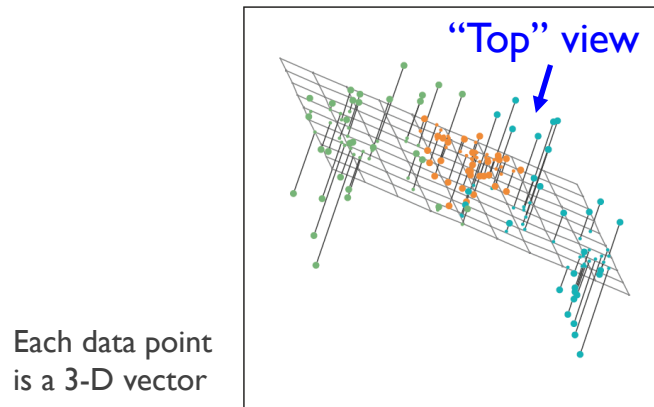 “Top” view
Each data point
is a 3-D vector